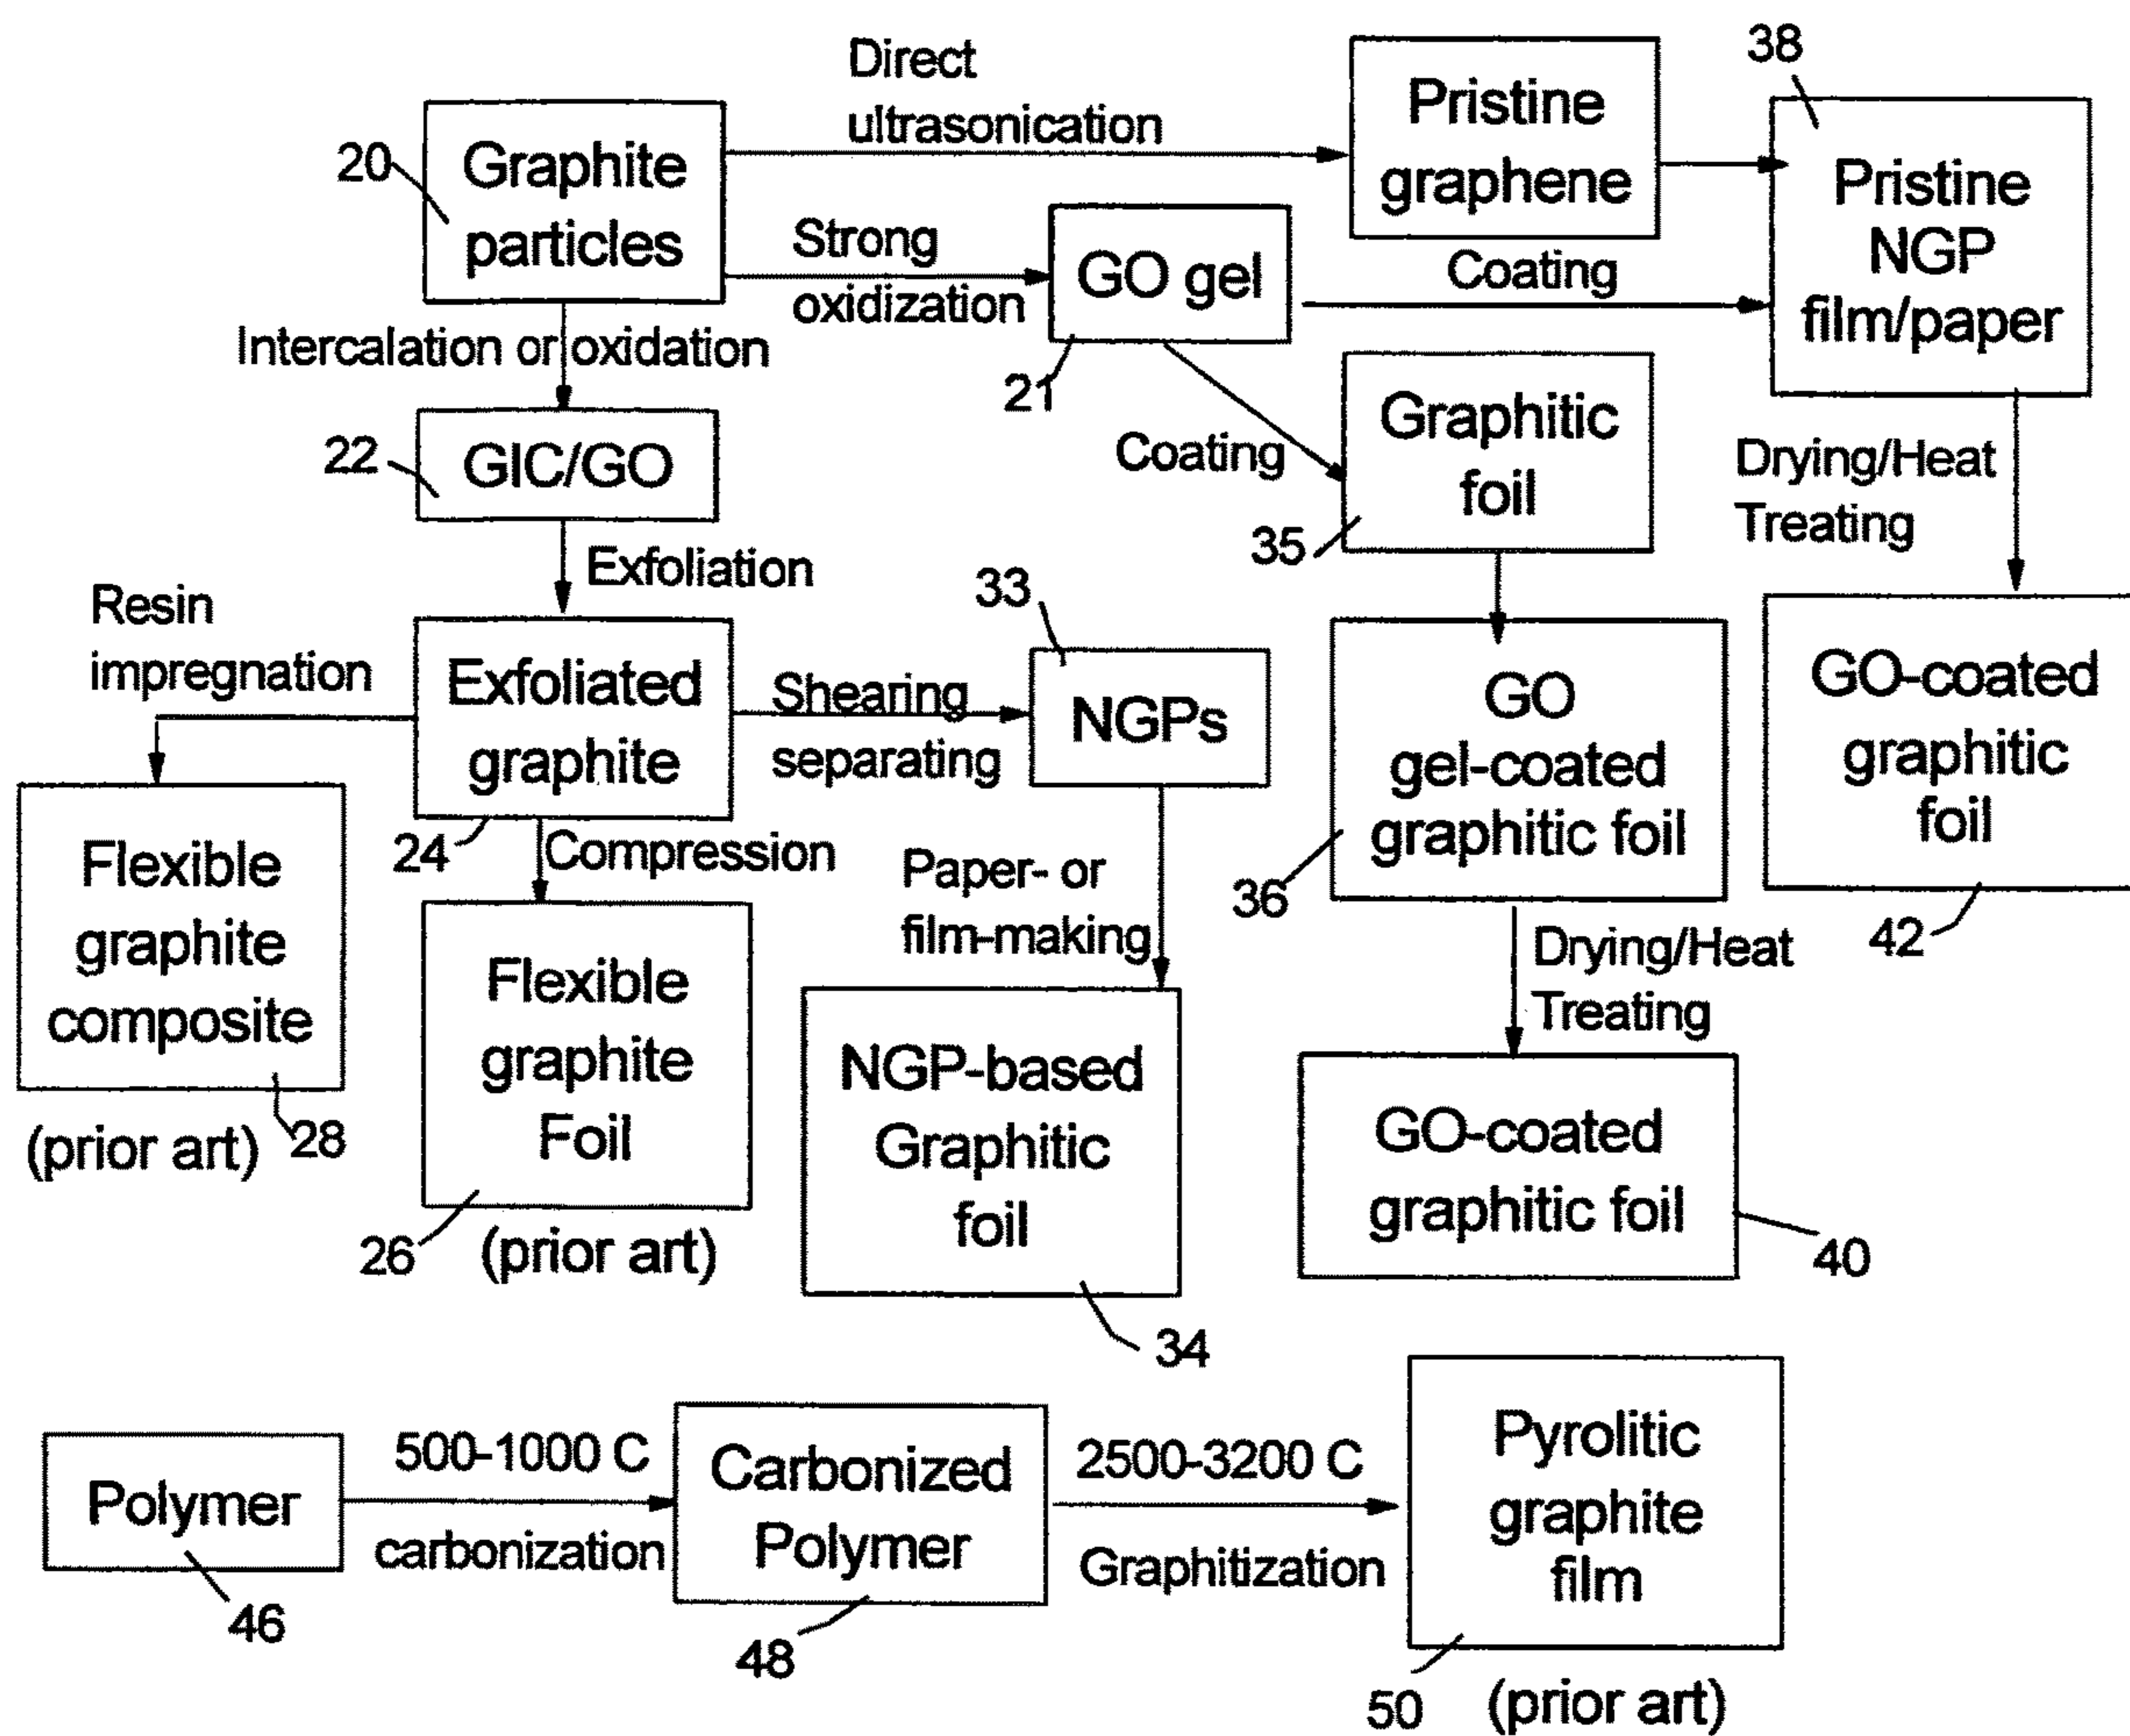 Direct
ultrasonication
Pristine
graphene
38
20
Graphite
particles
Strong
oxidization
GO gel
21
Coating
Pristine
NGP
film/paper
Intercalation or oxidation
22
GIC/GO
Coating
Graphitic
foil
35
Drying/Heat
Treating
Exfoliation
Resin
impregnation
Exfoliated
graphite
24
Shearing
separating
33
NGPs
GO
gel-coated
graphitic foil
36
GO-coated
graphitic
foil
42
Flexible
graphite
composite
28
(prior art)
Compression
Flexible
graphite
Foil
26
(prior art)
Paper- or
film-making
NGP-based
Graphitic
foil
34
Drying/Heat
Treating
GO-coated
graphitic foil
40
Polymer
46
500-1000 C
carbonization
Carbonized
Polymer
48
2500-3200 C
Graphitization
Pyrolitic
graphite
film
50
(prior art)